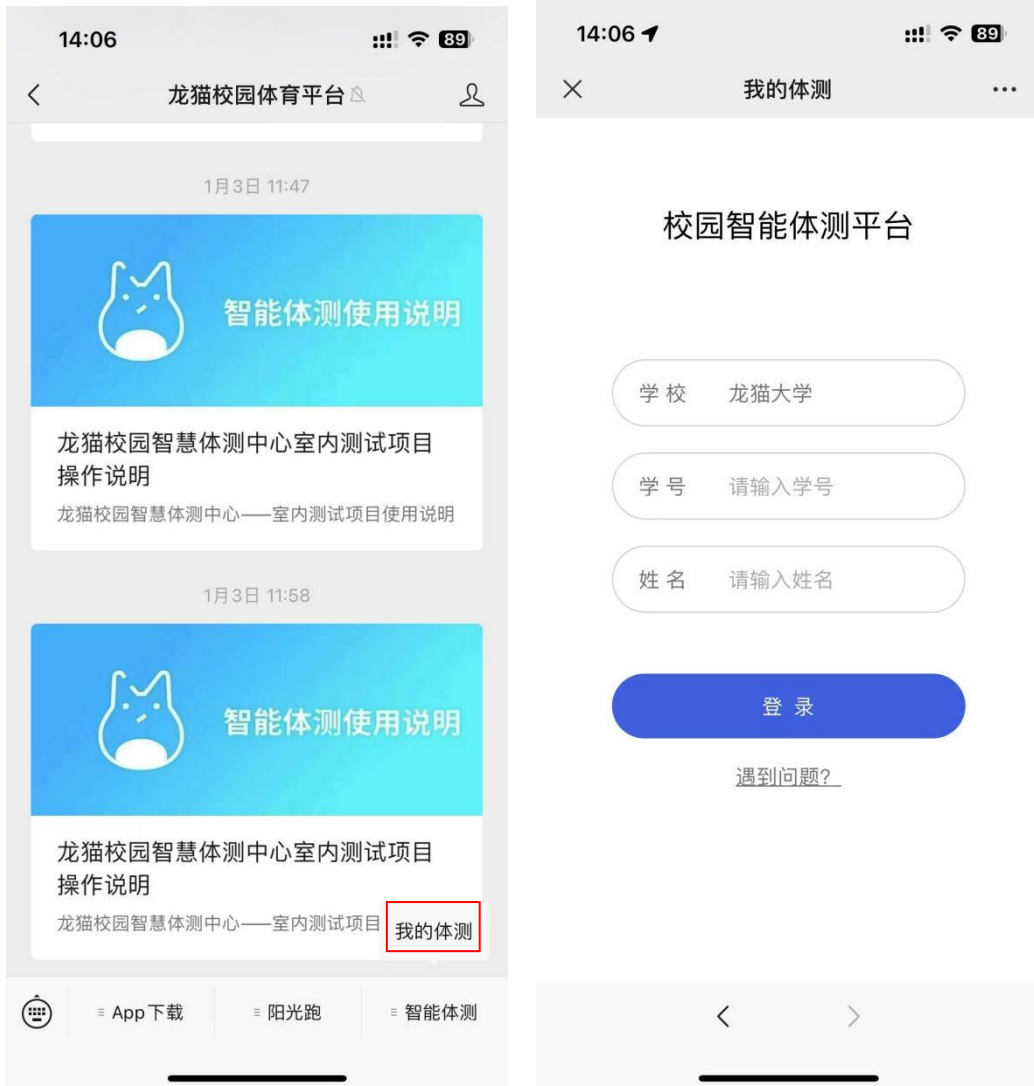 14:06
89
龙猫校园体育平台
1月3日 11:47
智能体测使用说明
龙猫校园智慧体测中心室内测试项目
操作说明
龙猫校园智慧体测中心——室内测试项目使用说明
1月3日 11:58
智能体测使用说明
龙猫校园智慧体测中心室内测试项目
操作说明
龙猫校园智慧体测中心——室内测试项目
我的体测
App下载
阳光跑
智能体测
14:06
89
我的体测
校园智能体测平台
学校 龙猫大学
学号 请输入学号
姓名 请输入姓名
登录
遇到问题?